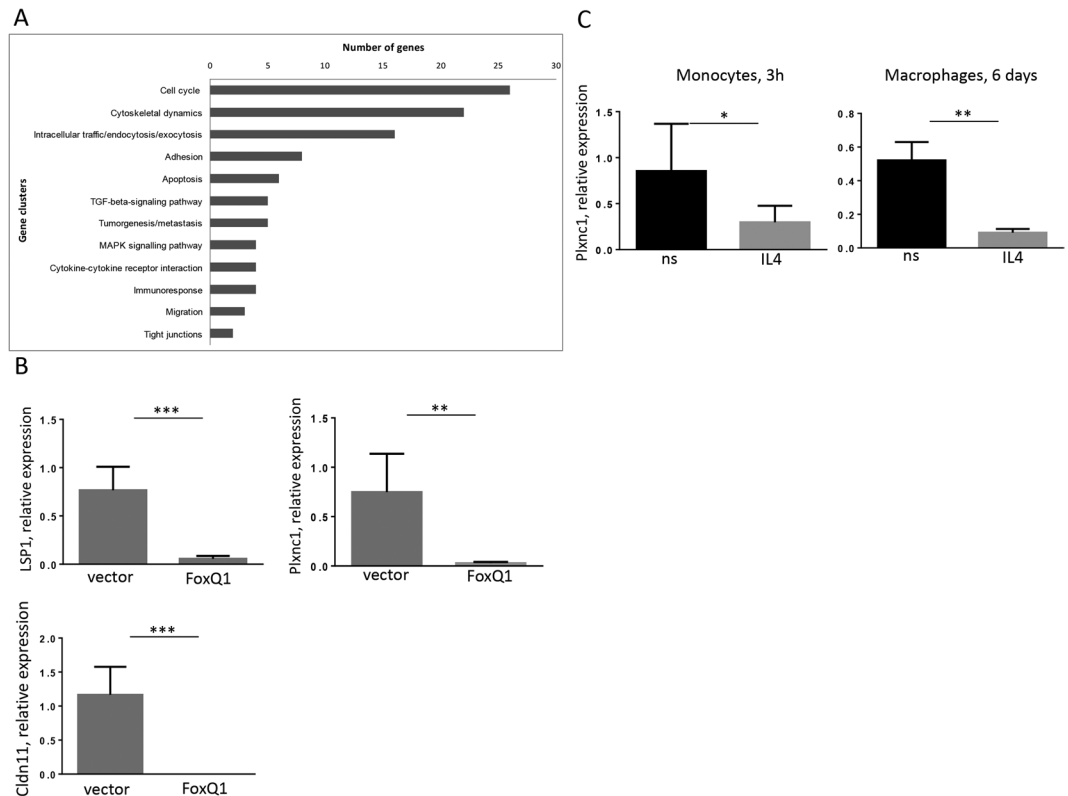 A
Number of genes
0 5 10 15 20 25 30
Gene clusters
Cell cycle
Cytoskeletal dynamics
Intracellular traffic/endocytosis/exocytosis
Adhesion
Apoptosis
TGF-beta-signaling pathway
Tumorgenesis/metastasis
MAPK signalling pathway
Cytokine-cytokine receptor interaction
Immunoresponse
Migration
Tight junctions
B
LSP1, relative expression
1.5
1.0
0.5
0.0
***
vector FoxQ1
Plxnc1, relative expression
1.5
1.0
0.5
0.0
**
vector FoxQ1
Cldn11, relative expression
2.0
1.5
1.0
0.5
0.0
***
vector FoxQ1
C
Monocytes, 3h
Plxnc1, relative expression
1.5
1.0
0.5
0.0
*
ns IL4
Macrophages, 6 days
0.8
0.6
0.4
0.2
0.0
**
ns IL4